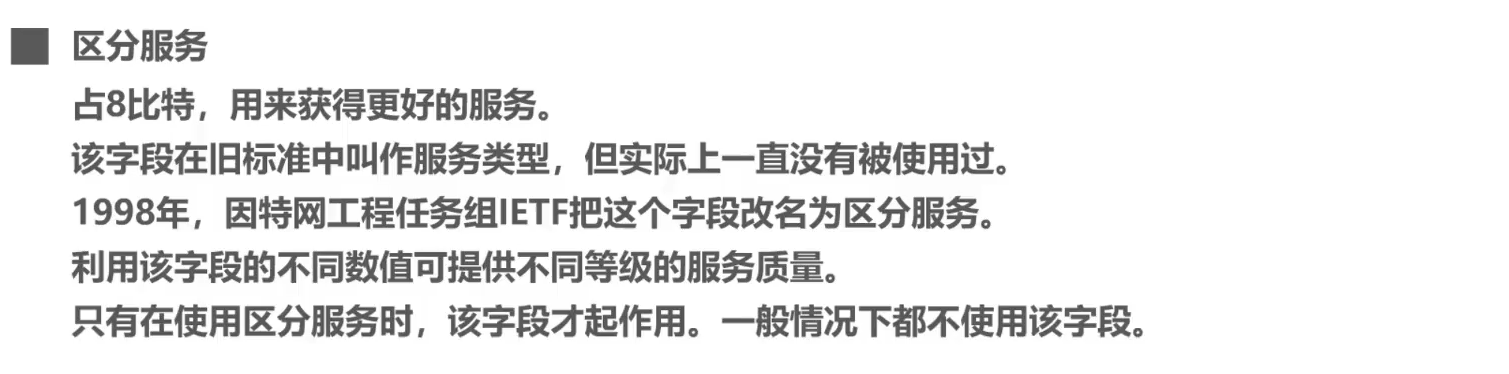 区分服务
占8比特，用来获得更好的服务。
该字段在旧标准中叫作服务类型，但实际上一直没有被使用过。
1998年，因特网工程任务组IETF把这个字段改名为区分服务。
利用该字段的不同数值可提供不同等级的服务质量。
只有在使用区分服务时，该字段才起作用。一般情况下都不使用该字段。